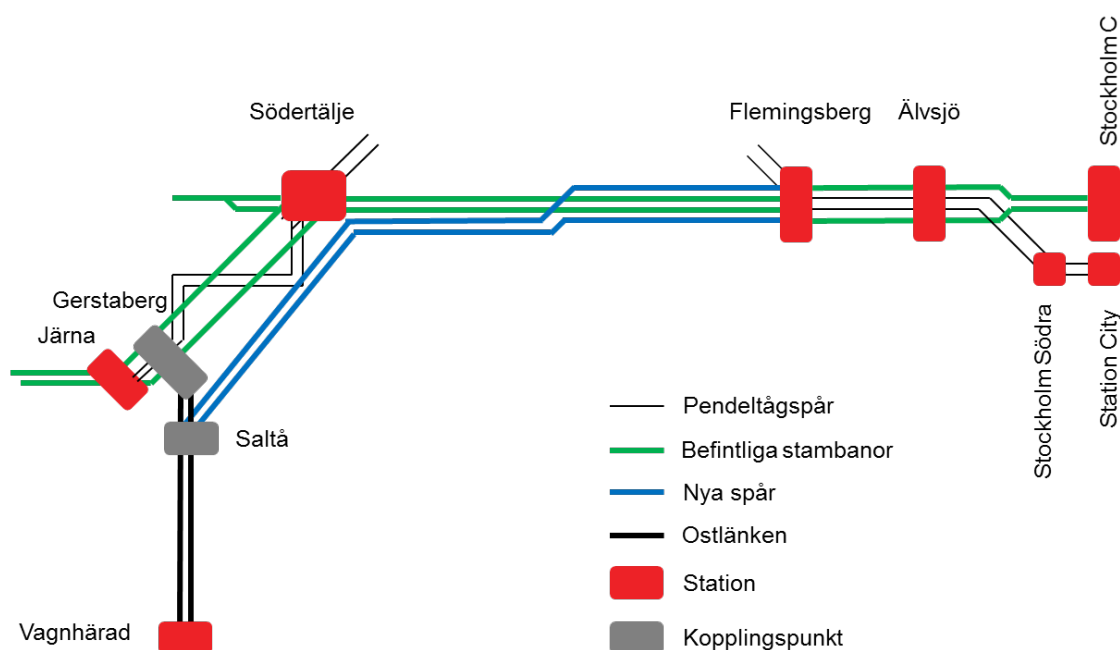 Stockholm C
Södertälje
Flemingsberg
Älvsjö
Gerstaberg
Järna
Stockholm Södra
Station City
Saltå
Vagnhärad
Pendeltågspår
Befintliga stambanor
Nya spår
Ostlänken
Station
Kopplingspunkt